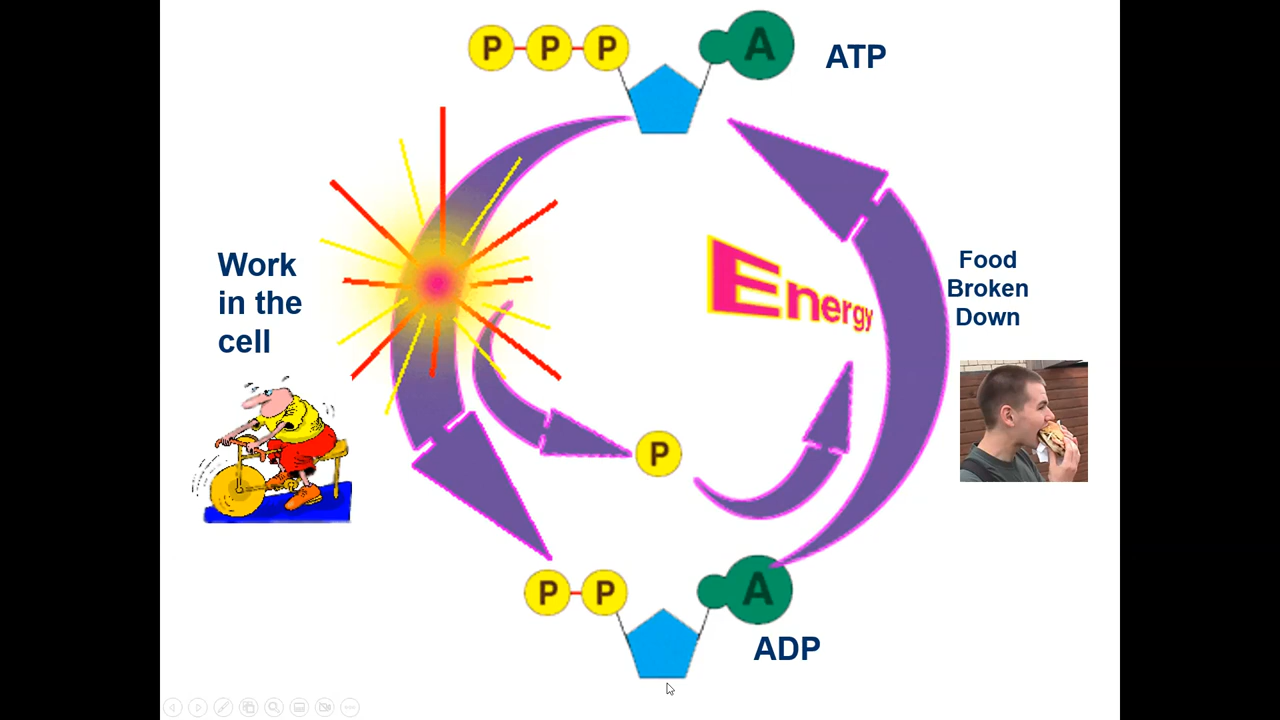 P P P A ATP
Work
in the
cell
Energy
Food
Broken
Down
P
P P A
ADP